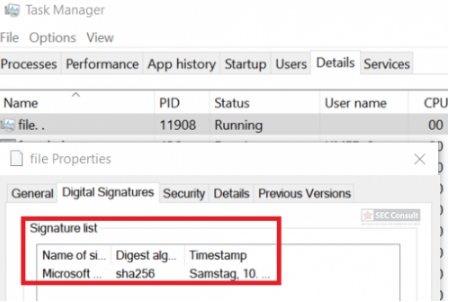 Task Manager
File Options View
Processes Performance App history Startup Users Details Services
Name PID Status User name CPU
file. . 11908 Running 00
file Properties
General Digital Signatures Security Details Previous Versions
SEC Consult
Signature list
Name of si... Digest alg... Timestamp
Microsoft ... sha256 Samstag, 10. ...